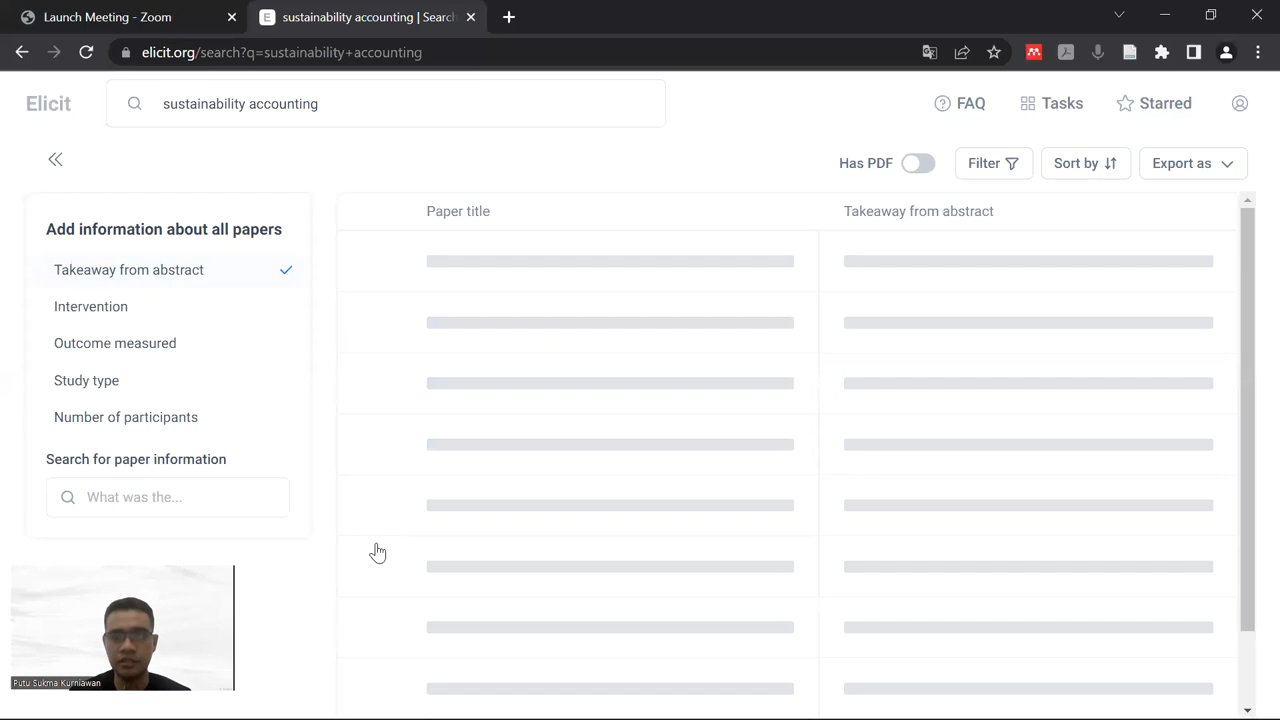 Launch Meeting - Zoom
sustainability accounting | Search
elicit.org/search?q=sustainability+accounting
Elicit
sustainability accounting
FAQ
Tasks
Starred
Has PDF
Filter
Sort by
Export as
Add information about all papers
Takeaway from abstract
Intervention
Outcome measured
Study type
Number of participants
Search for paper information
What was the...
Paper title
Takeaway from abstract
Putu Sukma Kurniawan